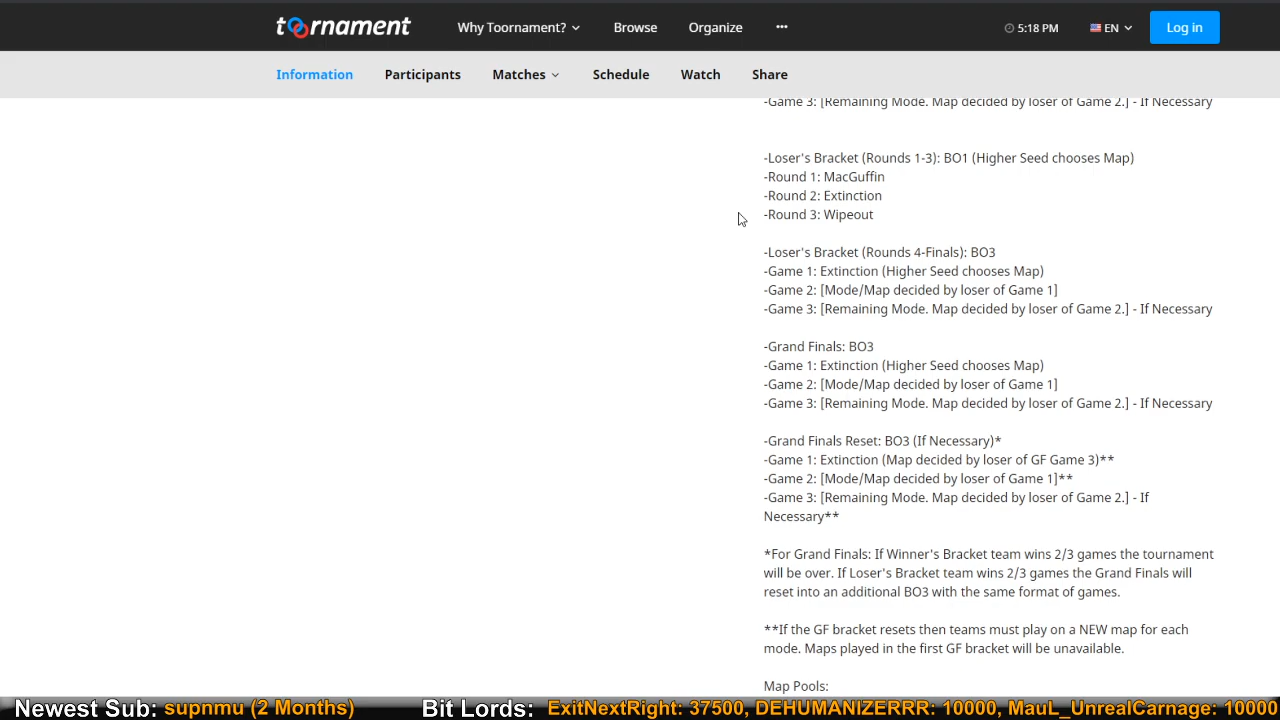 toornament
Why Toornament?
Browse
Organize
•••
5:18 PM
EN
Log in
Information
Participants
Matches
Schedule
Watch
Share
-Game 3: [Remaining Mode. Map decided by loser of Game 2.] - If Necessary
-Loser's Bracket (Rounds 1-3): BO1 (Higher Seed chooses Map)
-Round 1: MacGuffin
-Round 2: Extinction
-Round 3: Wipeout
-Loser's Bracket (Rounds 4-Finals): BO3
-Game 1: Extinction (Higher Seed chooses Map)
-Game 2: [Mode/Map decided by loser of Game 1]
-Game 3: [Remaining Mode. Map decided by loser of Game 2.] - If Necessary
-Grand Finals: BO3
-Game 1: Extinction (Higher Seed chooses Map)
-Game 2: [Mode/Map decided by loser of Game 1]
-Game 3: [Remaining Mode. Map decided by loser of Game 2.] - If Necessary
-Grand Finals Reset: BO3 (If Necessary)*
-Game 1: Extinction (Map decided by loser of GF Game 3)**
-Game 2: [Mode/Map decided by loser of Game 1]**
-Game 3: [Remaining Mode. Map decided by loser of Game 2.] - If
Necessary**
*For Grand Finals: If Winner's Bracket team wins 2/3 games the tournament
will be over. If Loser's Bracket team wins 2/3 games the Grand Finals will
reset into an additional BO3 with the same format of games.
**If the GF bracket resets then teams must play on a NEW map for each
mode. Maps played in the first GF bracket will be unavailable.
Map Pools:
Newest Sub: supnmu (2 Months)
Bit Lords: ExitNextRight: 37500, DEHUMANIZERRR: 10000, MauL_UnrealCarnage: 10000